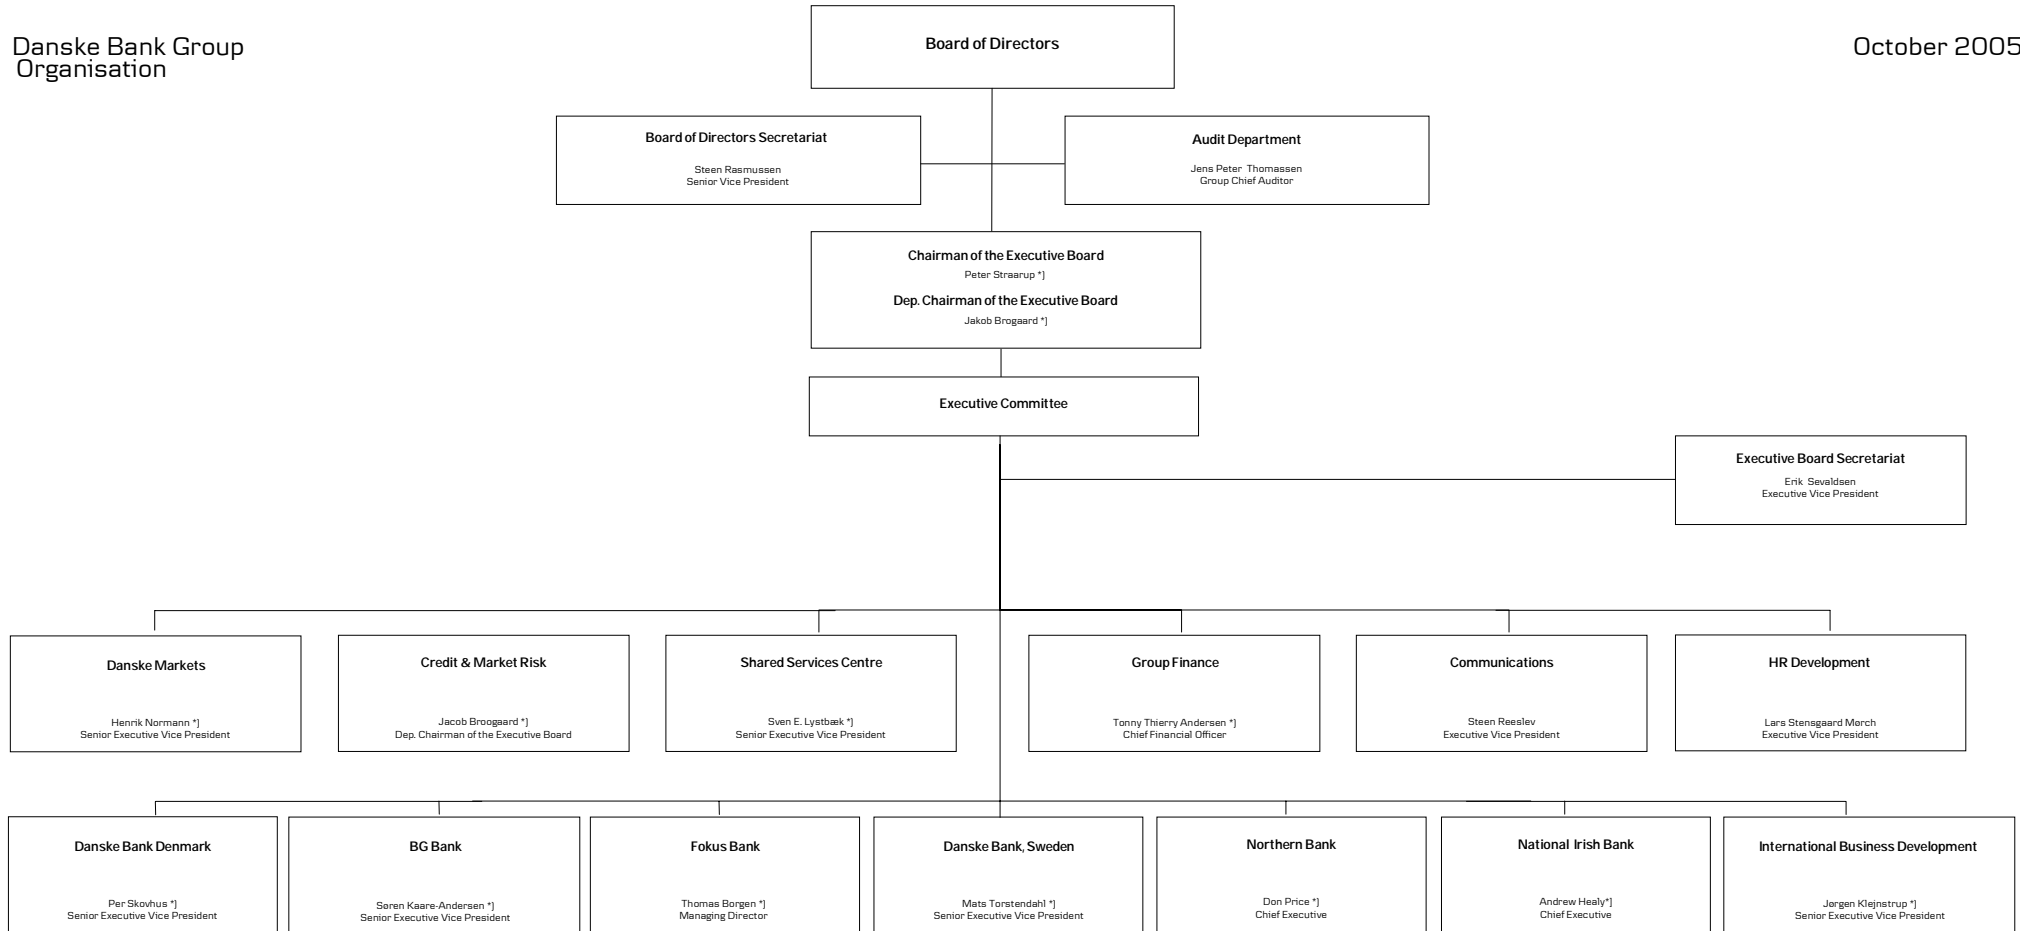 Danske Bank Group
Organisation
October 2005
Board of Directors
Board of Directors Secretariat
Steen Rasmussen
Senior Vice President
Audit Department
Jens Peter Thomassen
Group Chief Auditor
Chairman of the Executive Board
Peter Straarup *)
Dep. Chairman of the Executive Board
Jakob Brogaard *)
Executive Committee
Executive Board Secretariat
Erik Sevaldsen
Executive Vice President
Danske Markets
Henrik Normann *)
Senior Executive Vice President
Credit & Market Risk
Jacob Broogaard *)
Dep. Chairman of the Executive Board
Shared Services Centre
Sven E. Lystbæk *)
Senior Executive Vice President
Group Finance
Tonny Thierry Andersen *)
Chief Financial Officer
Communications
Steen Reeslev
Executive Vice President
HR Development
Lars Stensgaard Mørch
Executive Vice President
Danske Bank Denmark
Per Skovhus *)
Senior Executive Vice President
BG Bank
Søren Kaare-Andersen *)
Senior Executive Vice President
Fokus Bank
Thomas Borgen *)
Managing Director
Danske Bank, Sweden
Mats Torstendahl *)
Senior Executive Vice President
Northern Bank
Don Price *)
Chief Executive
National Irish Bank
Andrew Healy*)
Chief Executive
International Business Development
Jørgen Klejnstrup *)
Senior Executive Vice President